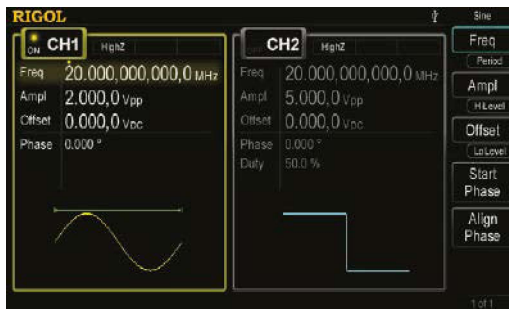 RIGOL
Sine
ON CH1 HighZ
Freq 20.000,000,000,0 MHz
Ampl 2.000,0 Vpp
Offset 0.000,0 VDC
Phase 0.000 °
OFF CH2 HighZ
Freq 20.000,000,000,0 MHz
Ampl 5.000,0 Vpp
Offset 0.000,0 VDC
Phase 0.000 °
Duty 50.0 %
Freq
Period
Ampl
HiLevel
Offset
LoLevel
Start
Phase
Align
Phase
1 of 1